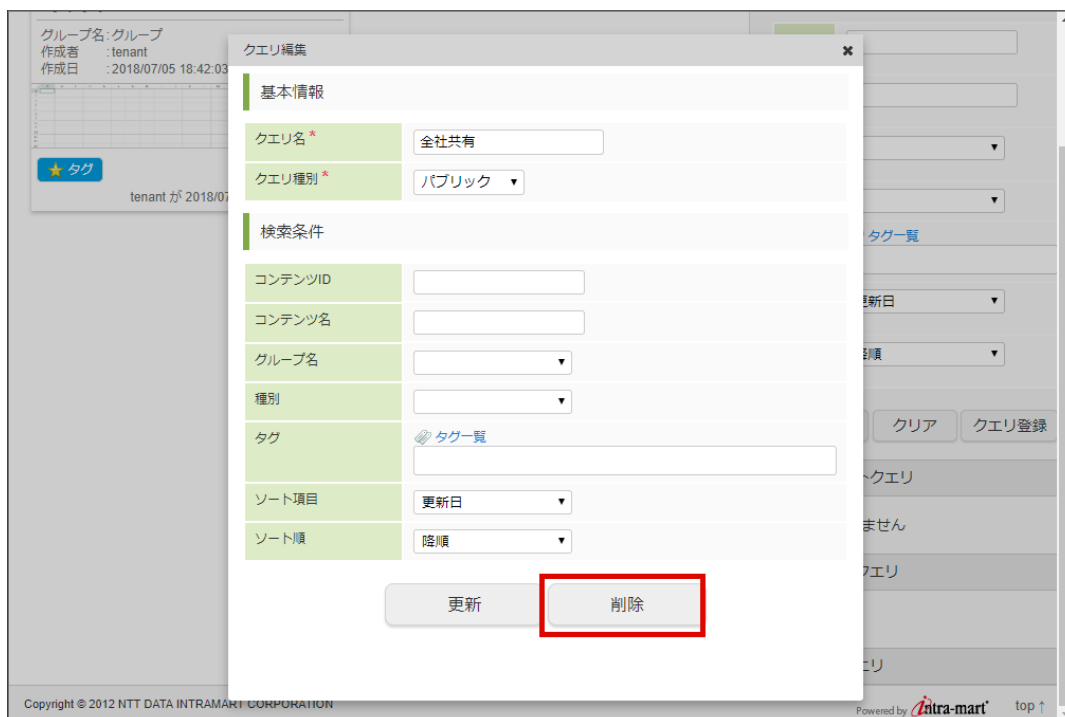 グループ名:グループ
作成者 :tenant
作成日 :2018/07/05 18:42:03
タグ
tenant が 2018/07
クエリ編集
基本情報
クエリ名*
全社共有
クエリ種別*
パブリック
検索条件
コンテンツID
コンテンツ名
グループ名
種別
タグ
タグ一覧
ソート項目
更新日
ソート順
降順
更新
削除
タグ一覧
更新日
降順
クリア
クエリ登録
クエリ
ません
クエリ
エリ
Copyright © 2012 NTT DATA INTRAMART CORPORATION
Powered by intra-mart
top ↑